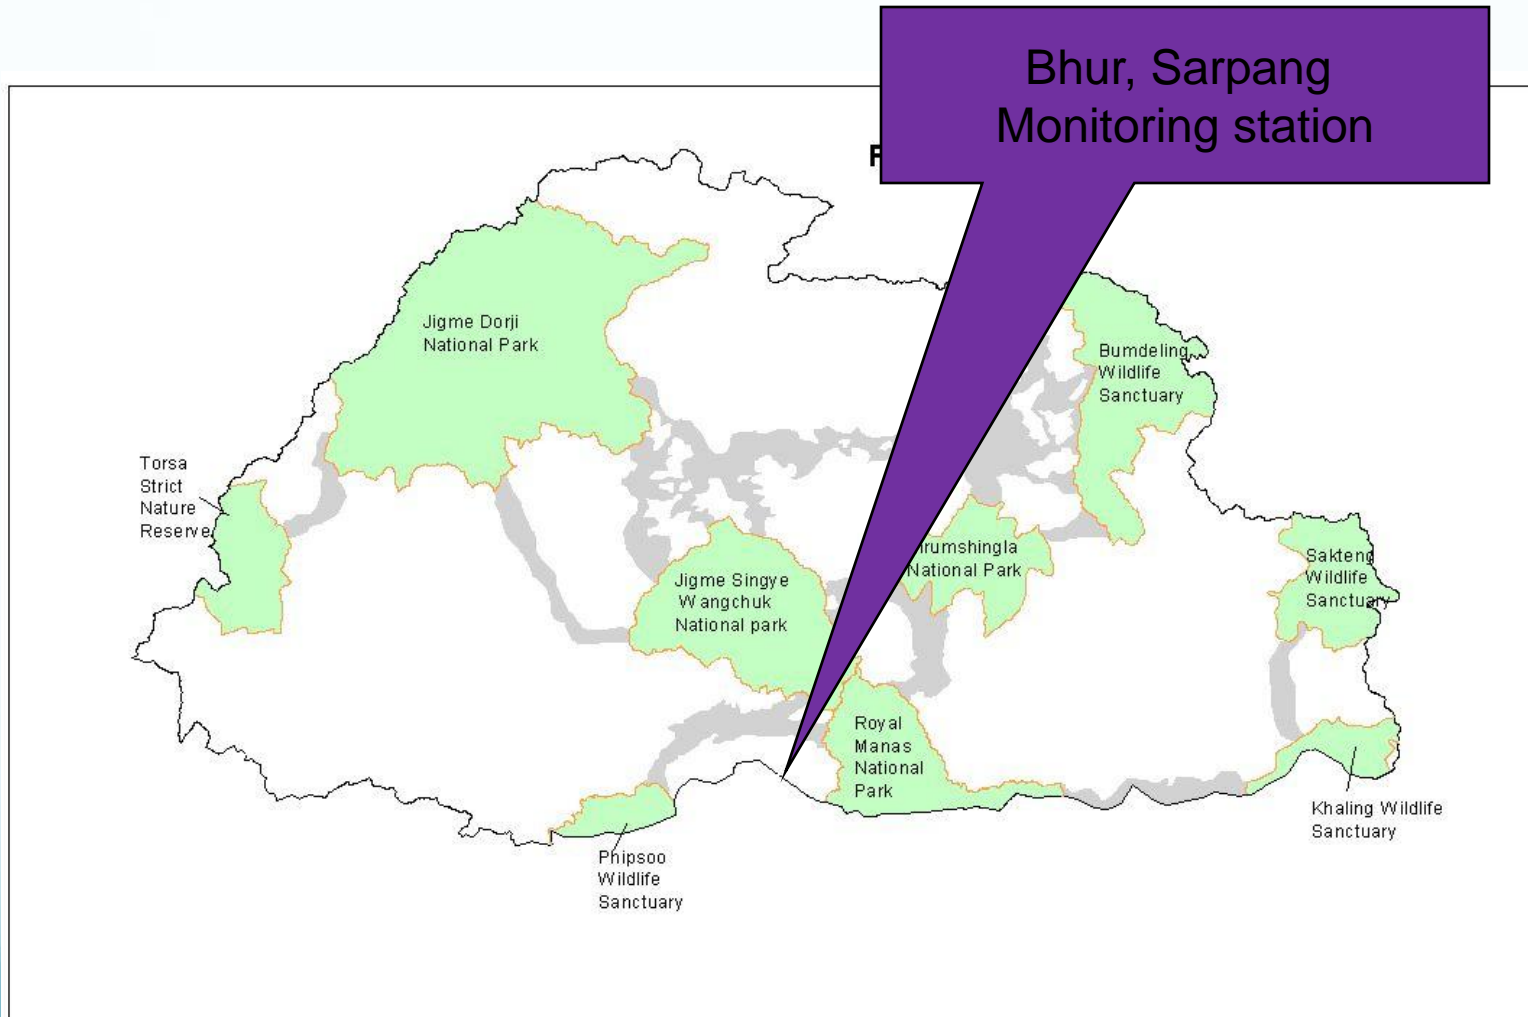 Bhur, Sarpang
Monitoring station
Jigme Dorji
National Park
Bumdeling
Wildlife
Sanctuary
Torsa
Strict
Nature
Reserve
National Park
Sakteng
Wildlife
Sanctuary
Jigme Singye
Wangchuk
National park
Royal
Manas
National
Park
Khaling Wildlife
Sanctuary
Phipsoo
Wildlife
Sanctuary